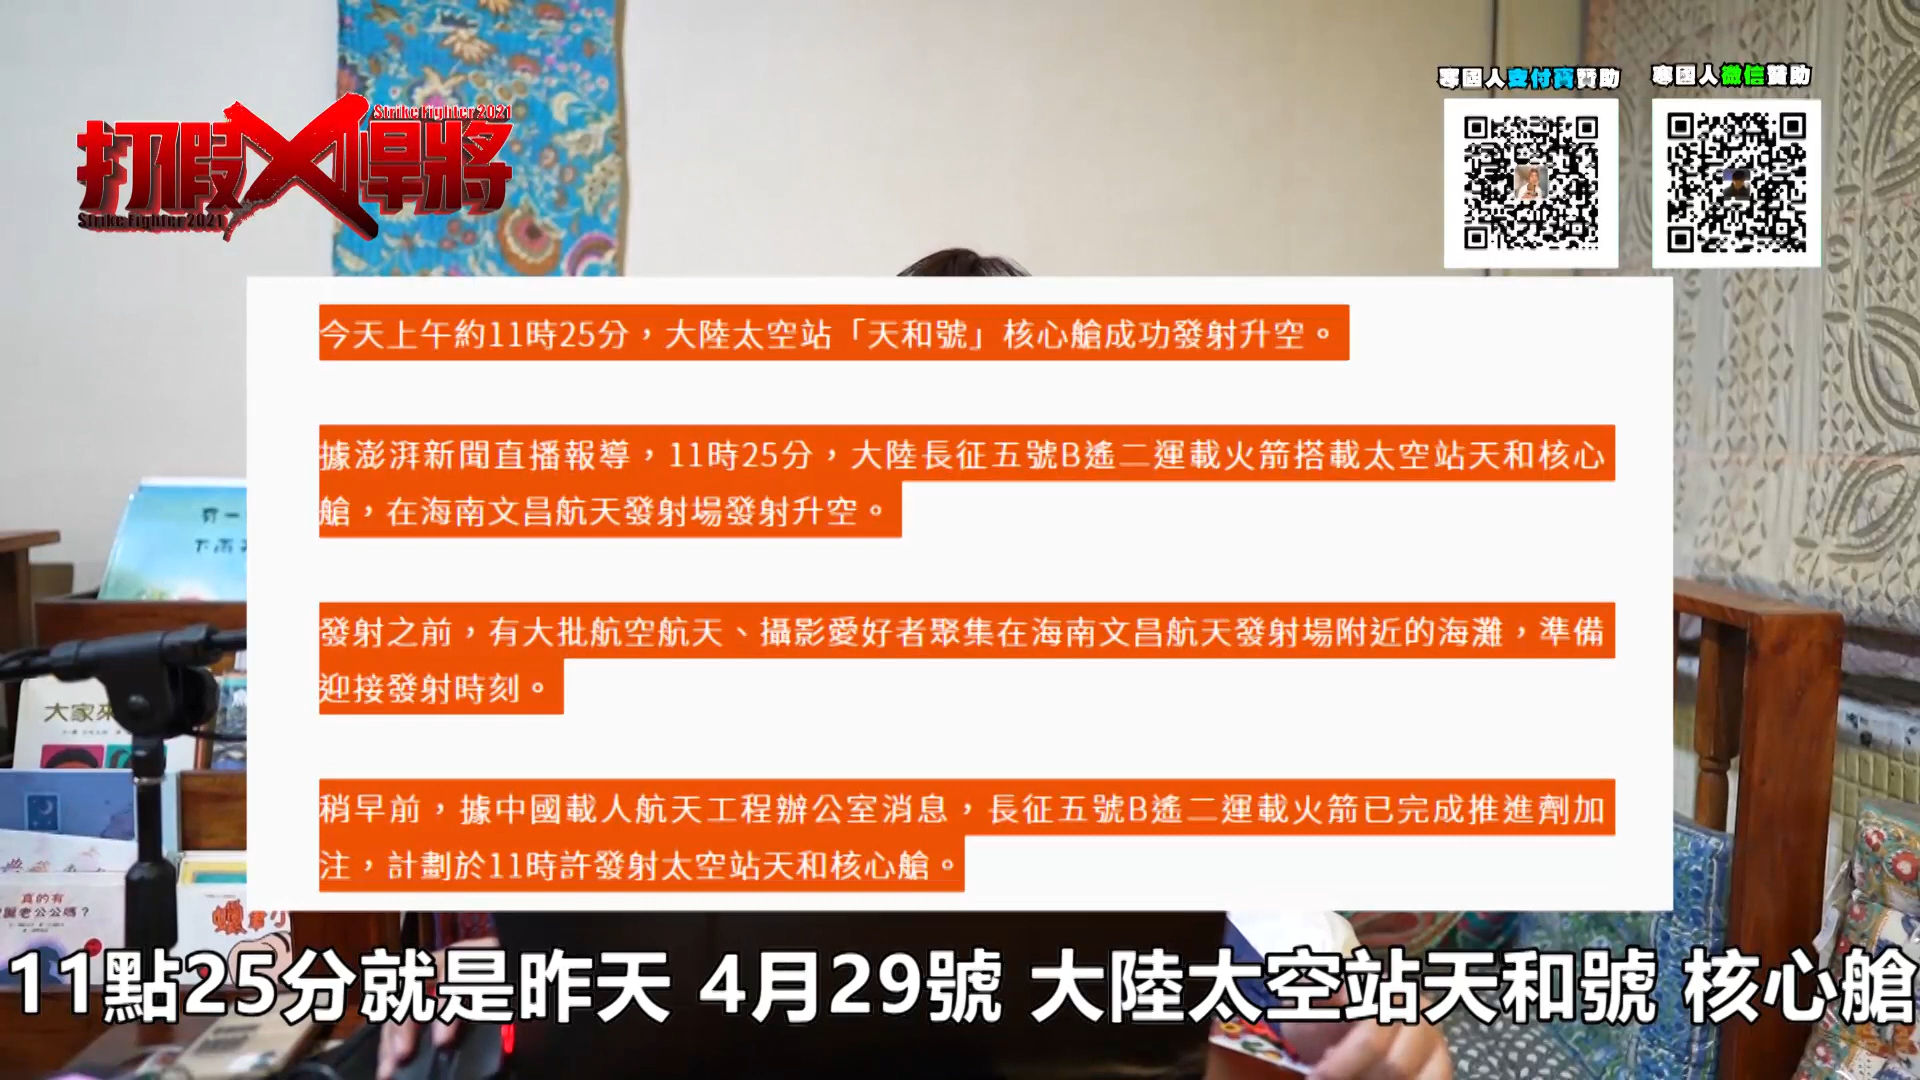 寒國人支付寶贊助
寒國人微信贊助
Strike Fighter 2021
打假X悍將
Strike Fighter 2021
今天上午約11時25分，大陸太空站「天和號」核心艙成功發射升空。
據澎湃新聞直播報導，11時25分，大陸長征五號B遙二運載火箭搭載太空站天和核心
艙，在海南文昌航天發射場發射升空。
發射之前，有大批航空航天、攝影愛好者聚集在海南文昌航天發射場附近的海灘，準備
迎接發射時刻。
稍早前，據中國載人航天工程辦公室消息，長征五號B遙二運載火箭已完成推進劑加
注，計劃於11時許發射太空站天和核心艙。
大家來
真的有
老公公嗎？
11點25分就是昨天 4月29號 大陸太空站天和號 核心艙